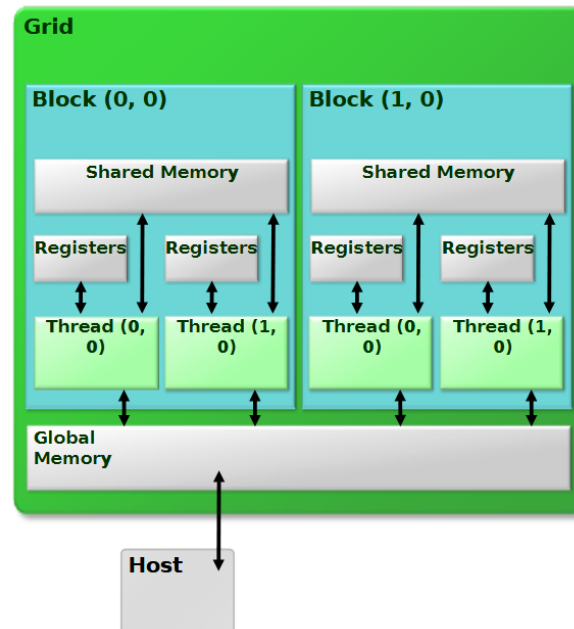 Grid
Block (0, 0)
Block (1, 0)
Shared Memory
Shared Memory
Registers
Registers
Registers
Registers
Thread (0,
0)
Thread (1,
0)
Thread (0,
0)
Thread (1,
0)
Global
Memory
Host